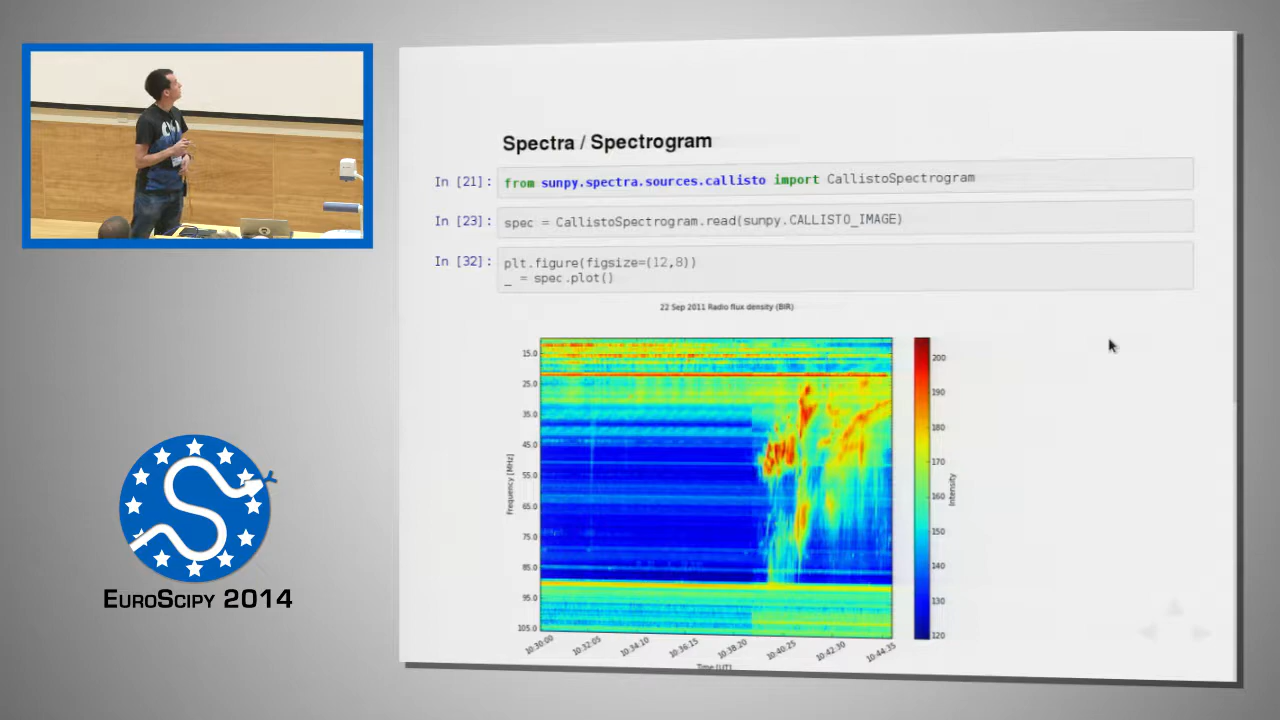 Spectra / Spectrogram
In [21]: from sunpy.spectra.sources.callisto import CallistoSpectrogram
In [23]: spec = CallistoSpectrogram.read(sunpy.CALLISTO_IMAGE)
In [32]: plt.figure(figsize=(12,8))
_ = spec.plot()
22 Sep 2011 Radio flux density (BIR)
15.0
25.0
35.0
45.0
55.0
65.0
75.0
85.0
95.0
105.0
Frequency [MHz]
10:30:00 10:32:05 10:34:10 10:36:15 10:38:20 10:40:25 10:42:30 10:44:35
Time [UT]
200
190
180
170
160
150
140
130
120
Intensity
EUROSCIPY 2014